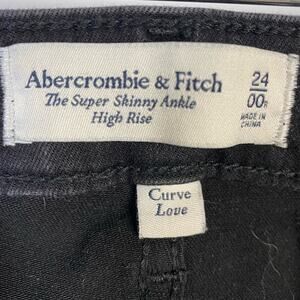 Abercrombie & Fitch
The Super Skinny Ankle
High Rise
24
00R
MADE IN
CHINA
Curve
Love